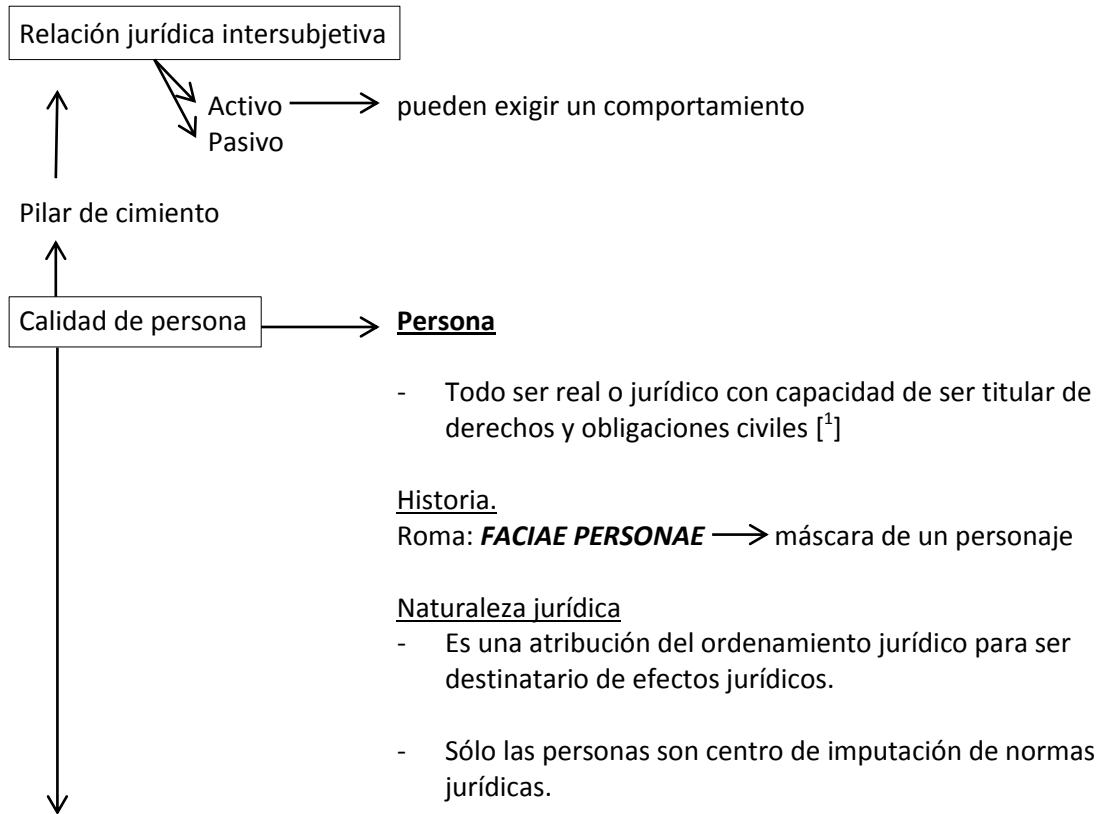 Relación jurídica intersubjetiva
Activo pueden exigir un comportamiento
Pasivo
Pilar de cimiento
Calidad de persona Persona
- Todo ser real o jurídico con capacidad de ser titular de
derechos y obligaciones civiles [1]
Historia.
Roma: FACIAE PERSONAE máscara de un personaje
Naturaleza jurídica
- Es una atribución del ordenamiento jurídico para ser
destinatario de efectos jurídicos.
- Sólo las personas son centro de imputación de normas
jurídicas.